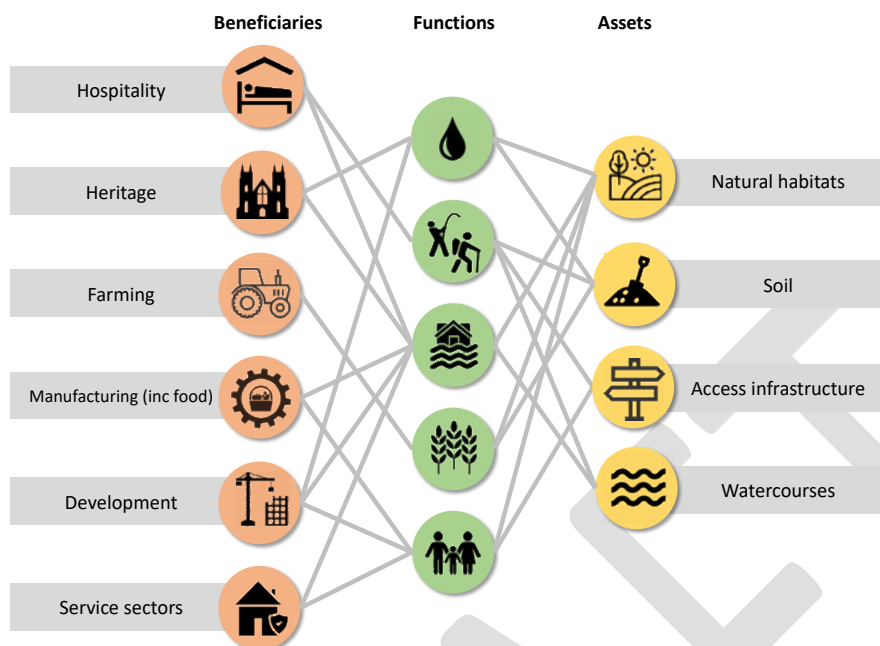 Beneficiaries Functions Assets
Hospitality
Heritage
Natural habitats
Farming
Soil
Manufacturing (inc food)
Access infrastructure
Development
Watercourses
Service sectors